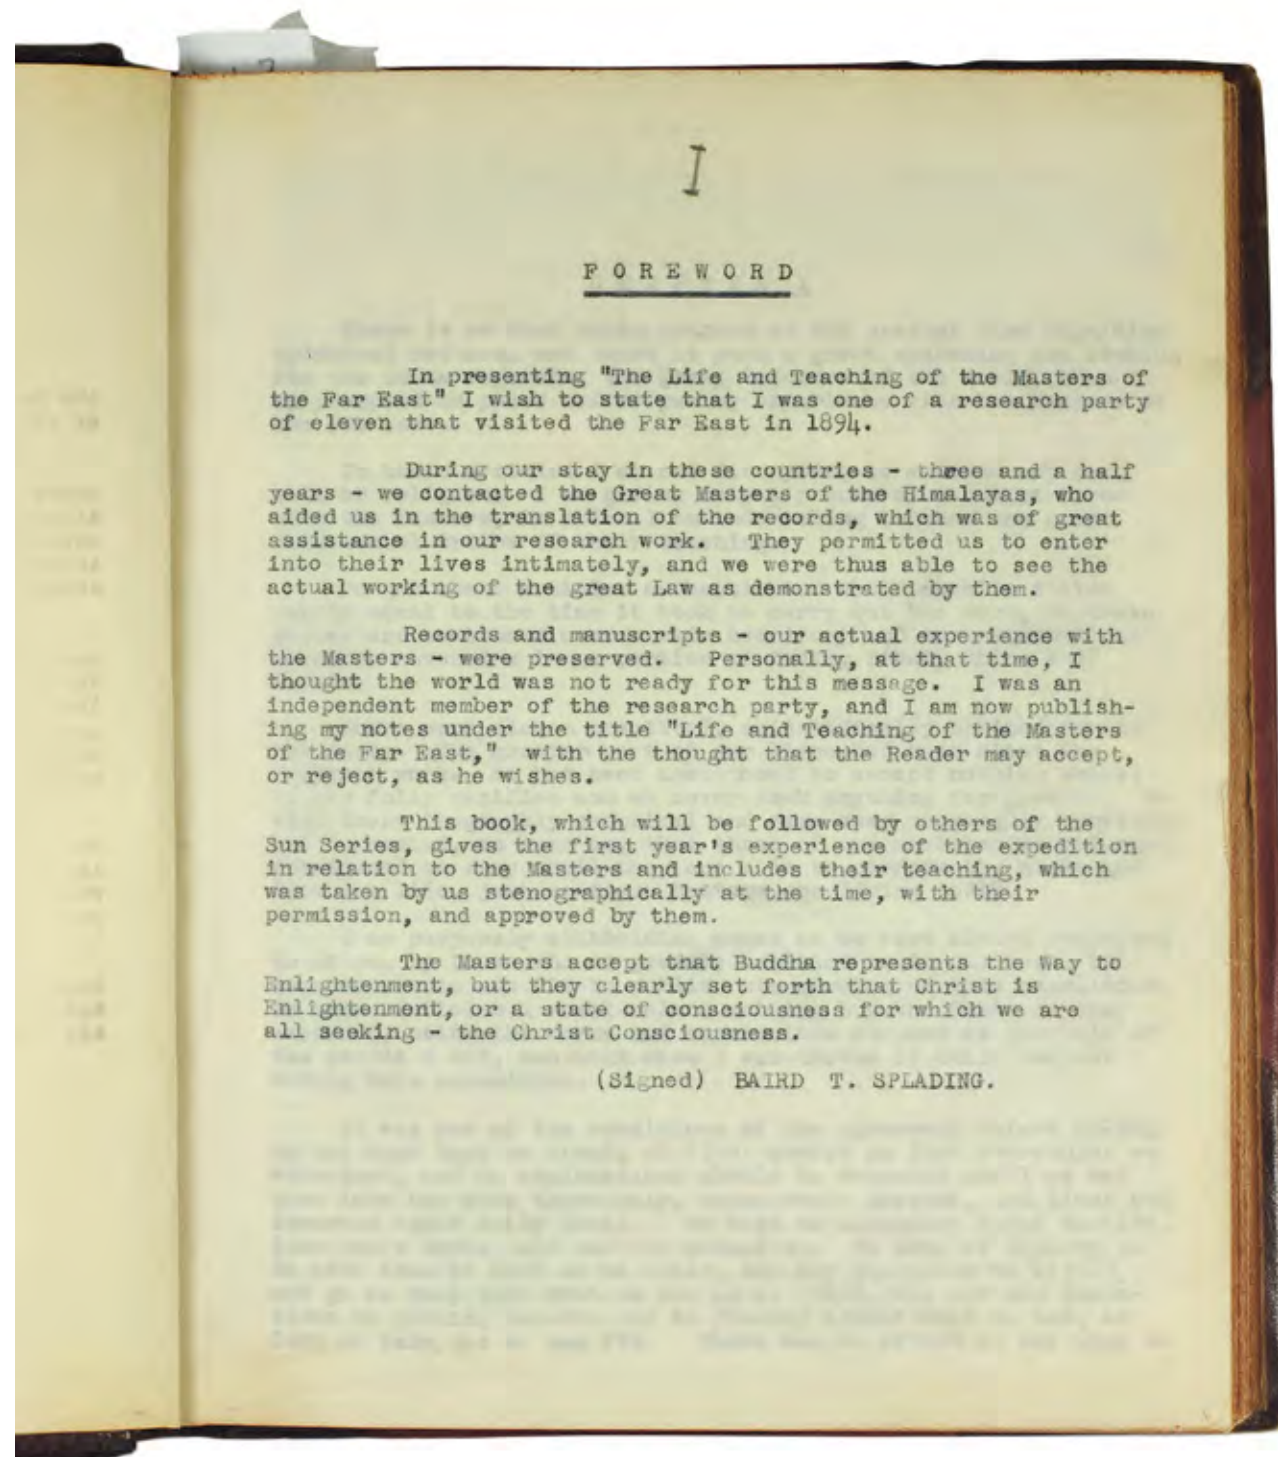 I
FOREWORD
In presenting "The Life and Teaching of the Masters of
the Far East" I wish to state that I was one of a research party
of eleven that visited the Far East in 1894.
During our stay in these countries - three and a half
years - we contacted the Great Masters of the Himalayas, who
aided us in the translation of the records, which was of great
assistance in our research work. They permitted us to enter
into their lives intimately, and we were thus able to see the
actual working of the great Law as demonstrated by them.
Records and manuscripts - our actual experience with
the Masters - were preserved. Personally, at that time, I
thought the world was not ready for this message. I was an
independent member of the research party, and I am now publish-
ing my notes under the title "Life and Teaching of the Masters
of the Far East," with the thought that the Reader may accept,
or reject, as he wishes.
This book, which will be followed by others of the
Sun Series, gives the first year's experience of the expedition
in relation to the Masters and includes their teaching, which
was taken by us stenographically at the time, with their
permission, and approved by them.
The Masters accept that Buddha represents the Way to
Enlightenment, but they clearly set forth that Christ is
Enlightenment, or a state of consciousness for which we are
all seeking - the Christ Consciousness.
(Signed) BAIRD T. SPLADING.